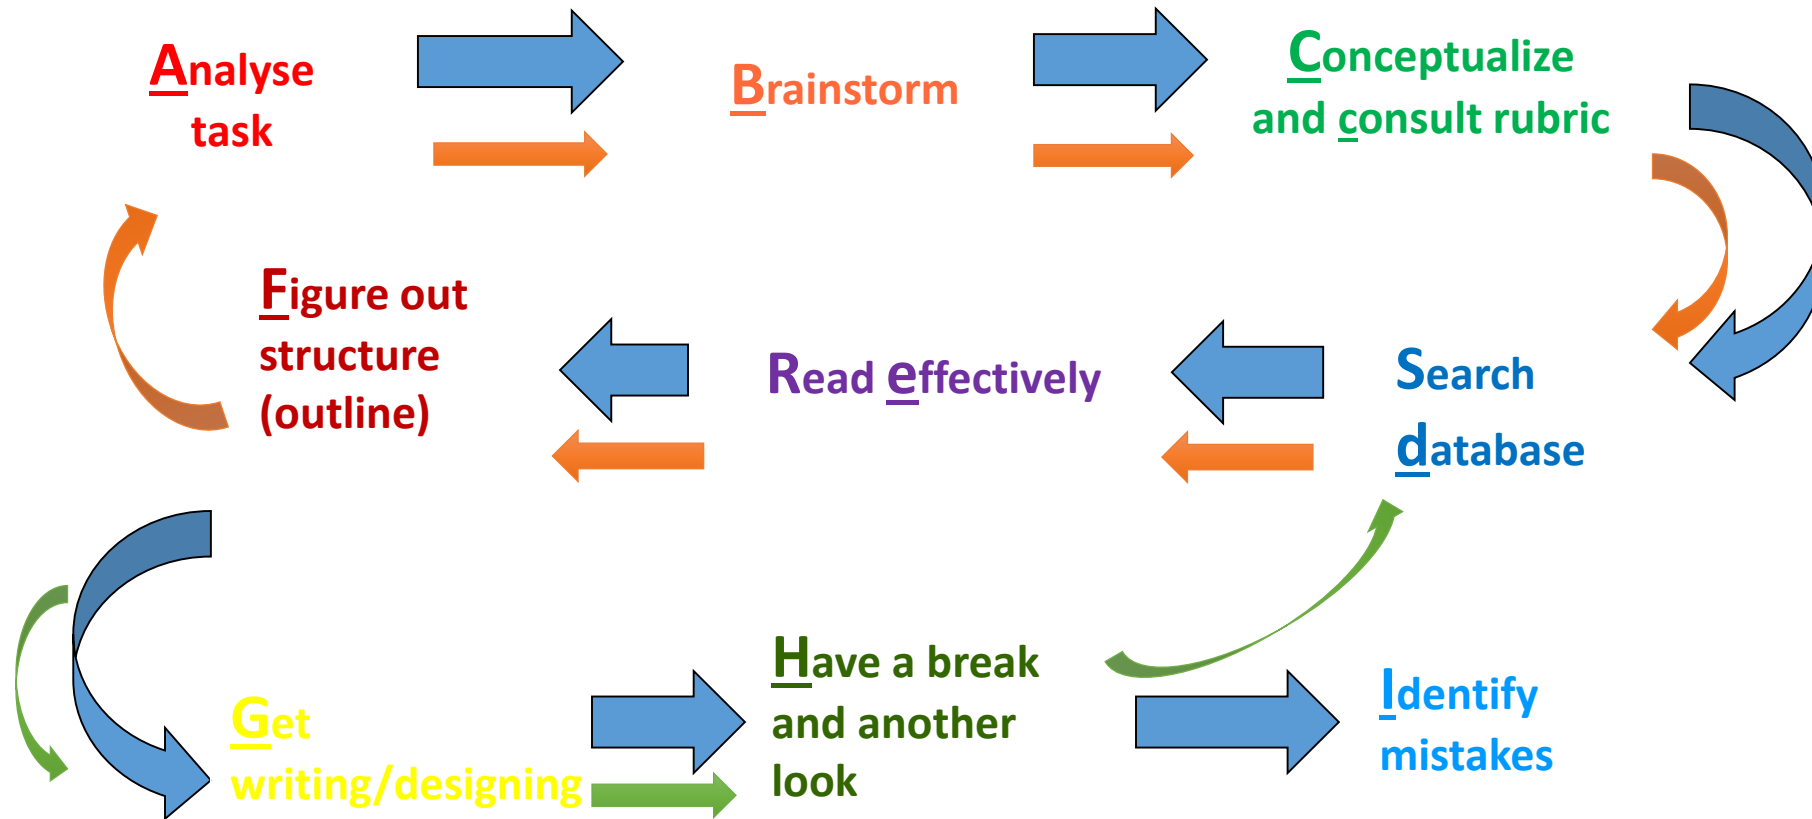 Analyse
task
Brainstorm
Conceptualize
and consult rubric
Search
database
Read effectively
Figure out
structure
(outline)
Get
writing/designing
Have a break
and another
look
Identify
mistakes